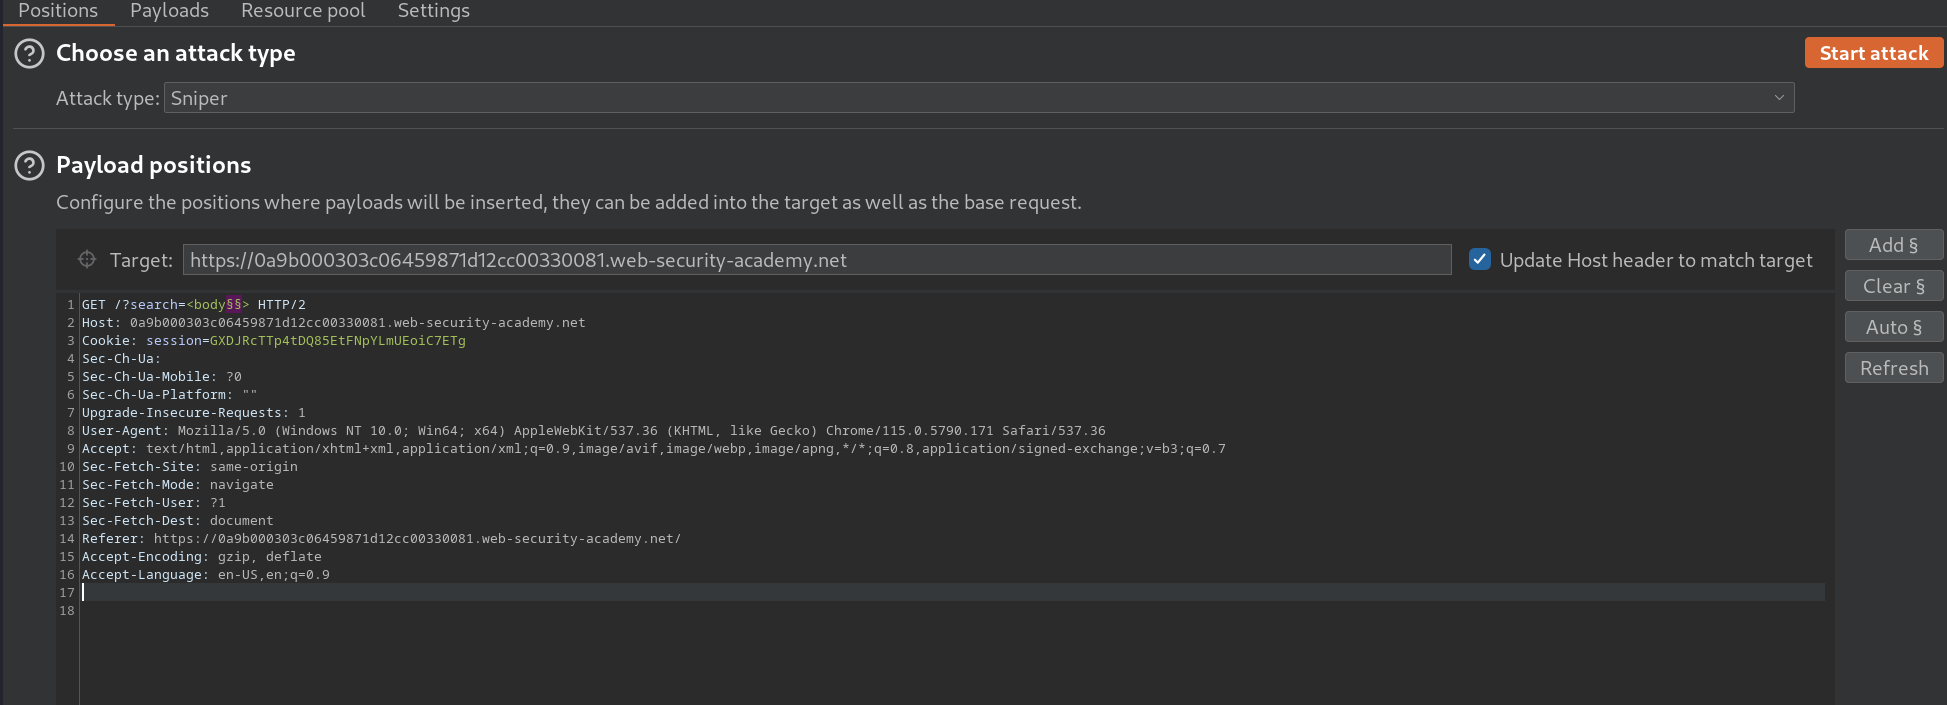 Positions Payloads Resource pool Settings
? Choose an attack type Start attack
Attack type: Sniper
? Payload positions
Configure the positions where payloads will be inserted, they can be added into the target as well as the base request.
Target: https://0a9b000303c06459871d12cc00330081.web-security-academy.net Update Host header to match target
Add §
Clear §
Auto §
Refresh
1 GET /?search=<body§§> HTTP/2
2 Host: 0a9b000303c06459871d12cc00330081.web-security-academy.net
3 Cookie: session=GXDJRcTTp4tDQ85EtFNpYLmUEoiC7ETg
4 Sec-Ch-Ua:
5 Sec-Ch-Ua-Mobile: ?0
6 Sec-Ch-Ua-Platform: ""
7 Upgrade-Insecure-Requests: 1
8 User-Agent: Mozilla/5.0 (Windows NT 10.0; Win64; x64) AppleWebKit/537.36 (KHTML, like Gecko) Chrome/115.0.5790.171 Safari/537.36
9 Accept: text/html,application/xhtml+xml,application/xml;q=0.9,image/avif,image/webp,image/apng,*/*;q=0.8,application/signed-exchange;v=b3;q=0.7
10 Sec-Fetch-Site: same-origin
11 Sec-Fetch-Mode: navigate
12 Sec-Fetch-User: ?1
13 Sec-Fetch-Dest: document
14 Referer: https://0a9b000303c06459871d12cc00330081.web-security-academy.net/
15 Accept-Encoding: gzip, deflate
16 Accept-Language: en-US,en;q=0.9
17
18